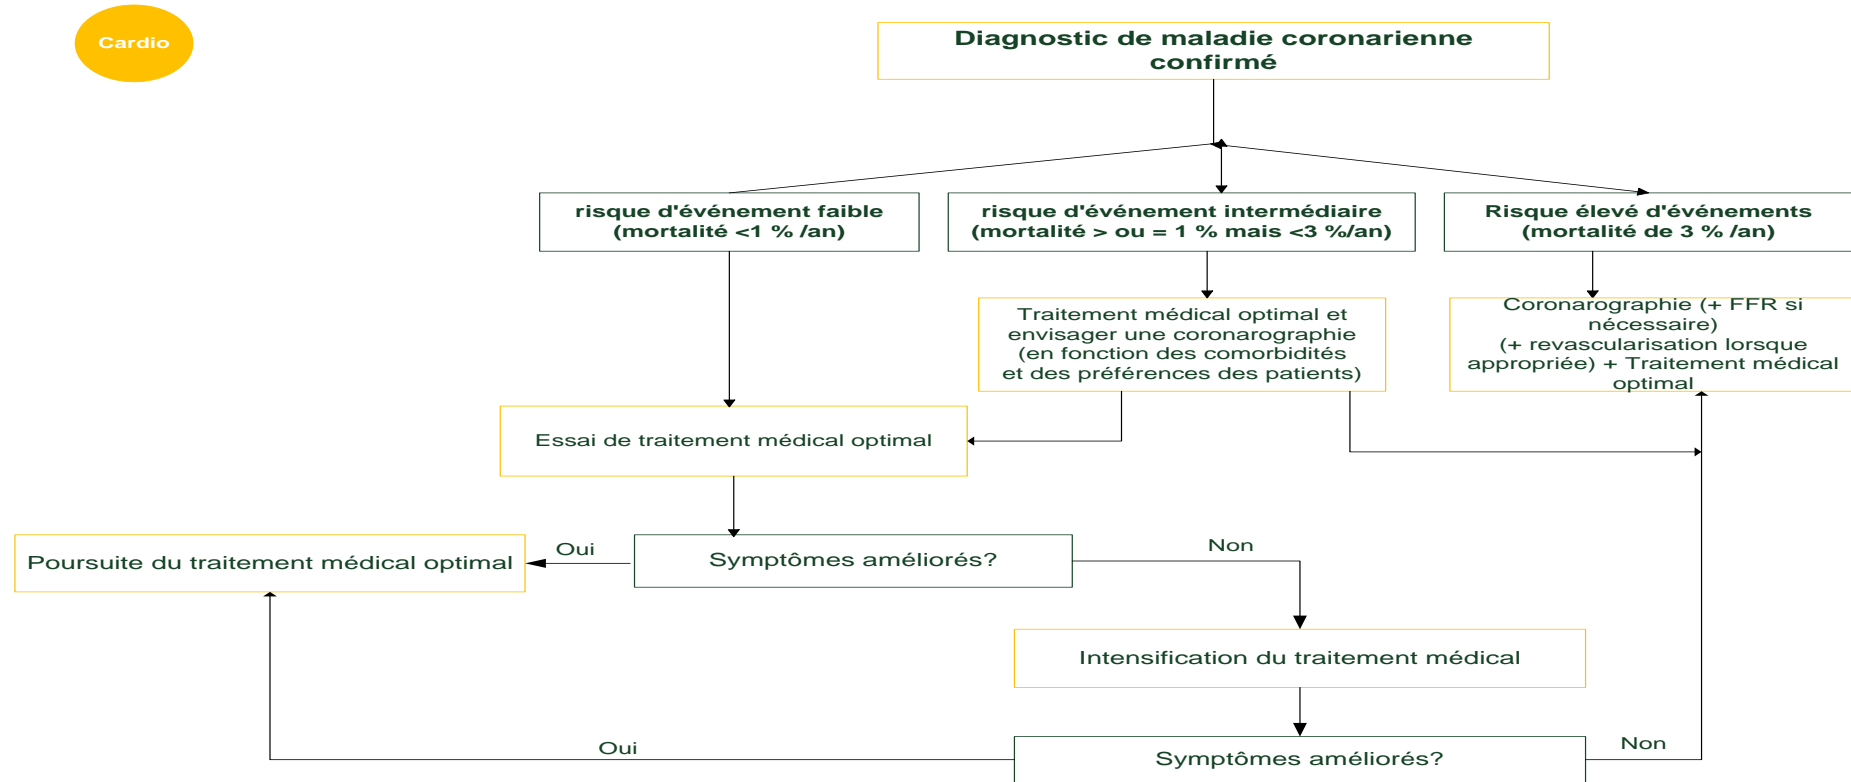 Cardio
Diagnostic de maladie coronarienne
confirmé
risque d'événement faible
(mortalité <1 % /an)
risque d'événement intermédiaire
(mortalité > ou = 1 % mais <3 %/an)
Risque élevé d'événements
(mortalité de 3 % /an)
Traitement médical optimal et
envisager une coronarographie
(en fonction des comorbidités
et des préférences des patients)
Coronarographie (+ FFR si
nécessaire)
(+ revascularisation lorsque
appropriée) + Traitement médical
optimal
Essai de traitement médical optimal
Poursuite du traitement médical optimal
Oui
Symptômes améliorés?
Non
Intensification du traitement médical
Oui
Symptômes améliorés?
Non